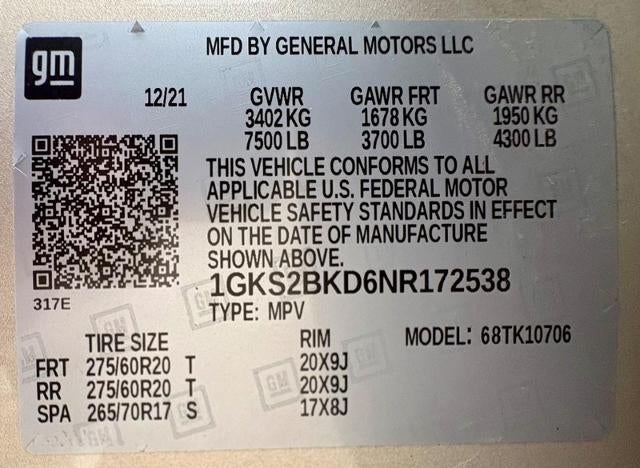 gm
MFD BY GENERAL MOTORS LLC
12/21 GVWR GAWR FRT GAWR RR
3402 KG 1678 KG 1950 KG
7500 LB 3700 LB 4300 LB
THIS VEHICLE CONFORMS TO ALL
APPLICABLE U.S. FEDERAL MOTOR
VEHICLE SAFETY STANDARDS IN EFFECT
ON THE DATE OF MANUFACTURE
SHOWN ABOVE.
1GKS2BKD6NR172538
317E
TYPE: MPV
TIRE SIZE RIM MODEL: 68TK10706
FRT 275/60R20 T 20X9J
RR 275/60R20 T 20X9J
SPA 265/70R17 S 17X8J